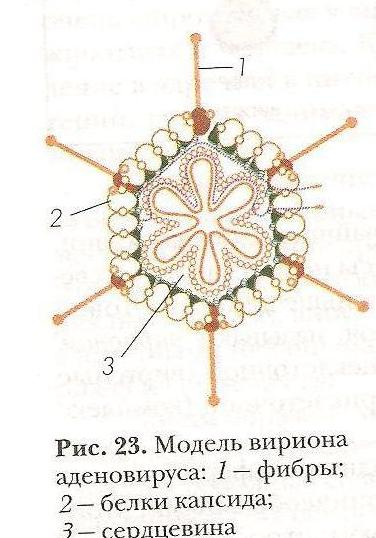 1
2
3
Рис. 23. Модель вириона
аденовируса: 1 — фибры;
2 — белки капсида;
3 — сердцевина